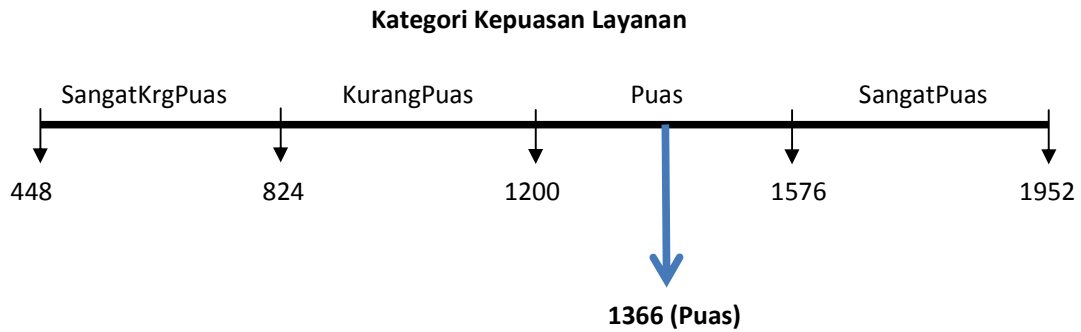 Kategori Kepuasan Layanan
SangatKrgPuas KurangPuas Puas SangatPuas
448 824 1200 1576 1952
1366 (Puas)